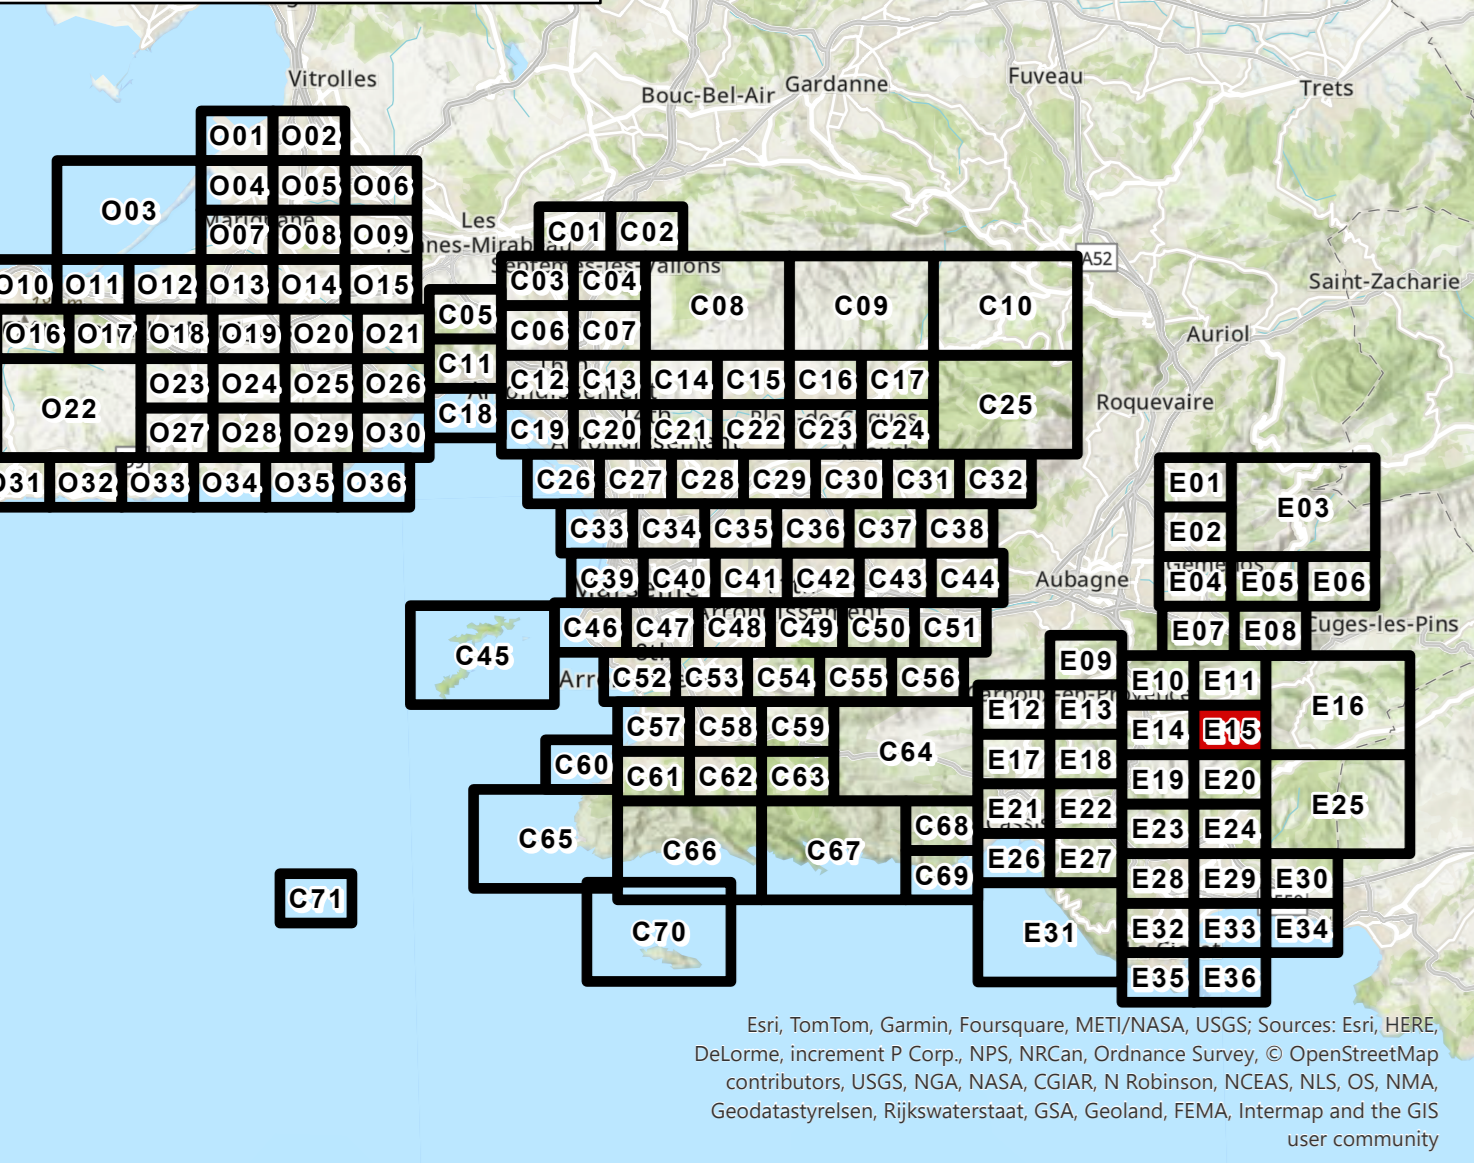 Vitrolles
Bouc-Bel-Air
Gardanne
Fuveau
Trets
O01 O02
O03 O04 O05 O06
Les
O07 O08 O09
C01 C02
A52
O10 O11 O12 O13 O14 O15
C03 C04
C08 C09 C10
Saint-Zacharie
C05
O16 O17 O18 O19 O20 O21
C06 C07
Auriol
C11
O22 O23 O24 O25 O26
C12 C13 C14 C15 C16 C17
C25
Roquevaire
C18
O27 O28 O29 O30
C19 C20 C21 C22 C23 C24
O31 O32 O33 O34 O35 O36
C26 C27 C28 C29 C30 C31 C32
E01
E03
C33 C34 C35 C36 C37 C38
E02
C39 C40 C41 C42 C43 C44
Aubagne
E04 E05 E06
C45
C46 C47 C48 C49 C50 C51
E07 E08
Cuges-les-Pins
C52 C53 C54 C55 C56
E09
E10 E11
E16
C57 C58 C59
C64
E12 E13
E14 E15
C60
C61 C62 C63
E17 E18
E19 E20
C65
C66 C67
C68
E21 E22
E23 E24
E25
C69
E26 E27
E28 E29 E30
C71
C70
E31
E32 E33 E34
E35 E36
Esri, TomTom, Garmin, Foursquare, METI/NASA, USGS; Sources: Esri, HERE,
DeLorme, increment P Corp., NPS, NRCan, Ordnance Survey, © OpenStreetMap
contributors, USGS, NGA, NASA, CGIAR, N Robinson, NCEAS, NLS, OS, NMA,
Geodatastyrelsen, Rijkswaterstaat, GSA, Geoland, FEMA, Intermap and the GIS
user community